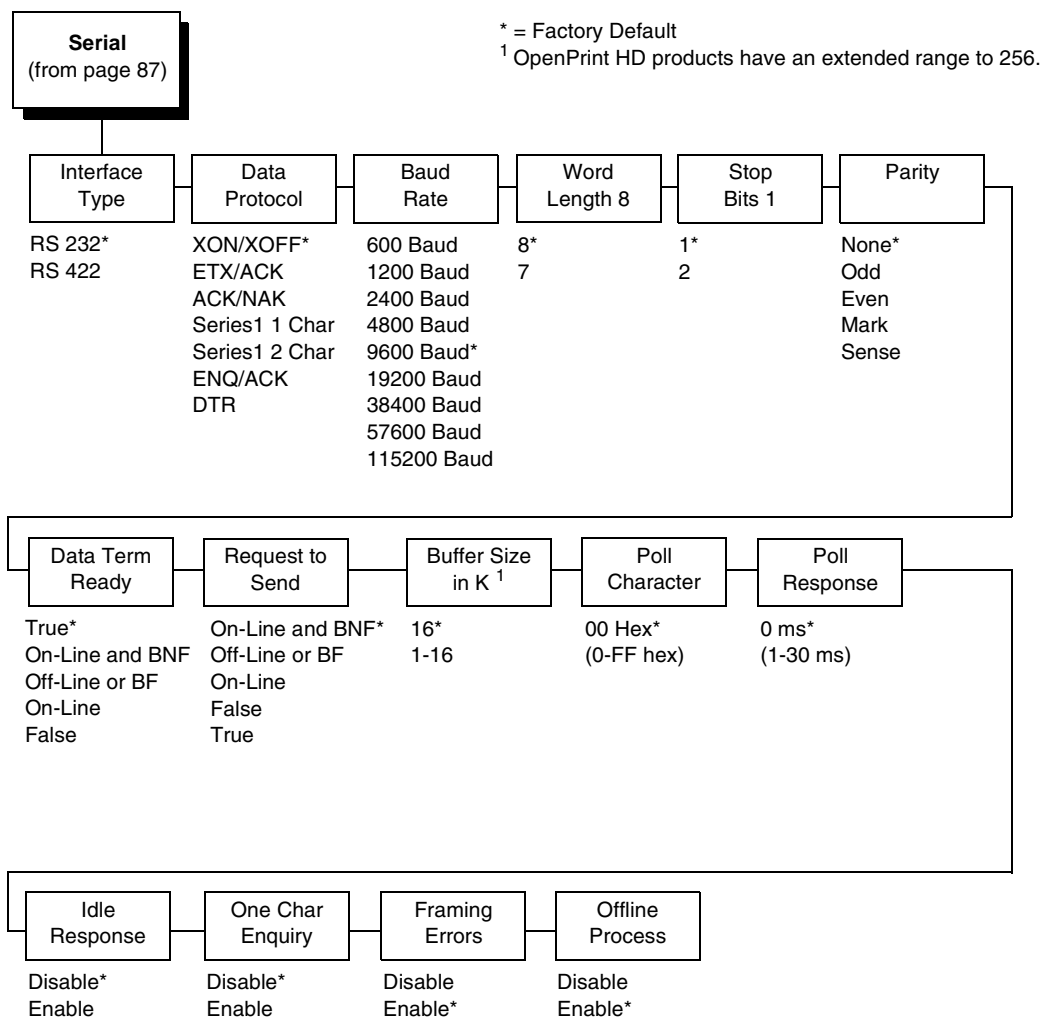 Serial
(from page 87)
* = Factory Default
1 OpenPrint HD products have an extended range to 256.
Interface
Type
RS 232*
RS 422
Data
Protocol
XON/XOFF*
ETX/ACK
ACK/NAK
Series1 1 Char
Series1 2 Char
ENQ/ACK
DTR
Baud
Rate
600 Baud
1200 Baud
2400 Baud
4800 Baud
9600 Baud*
19200 Baud
38400 Baud
57600 Baud
115200 Baud
Word
Length 8
8*
7
Stop
Bits 1
1*
2
Parity
None*
Odd
Even
Mark
Sense
Data Term
Ready
True*
On-Line and BNF
Off-Line or BF
On-Line
False
Request to
Send
On-Line and BNF*
Off-Line or BF
On-Line
False
True
Buffer Size
in K 1
16*
1-16
Poll
Character
00 Hex*
(0-FF hex)
Poll
Response
0 ms*
(1-30 ms)
Idle
Response
Disable*
Enable
One Char
Enquiry
Disable*
Enable
Framing
Errors
Disable
Enable*
Offline
Process
Disable
Enable*